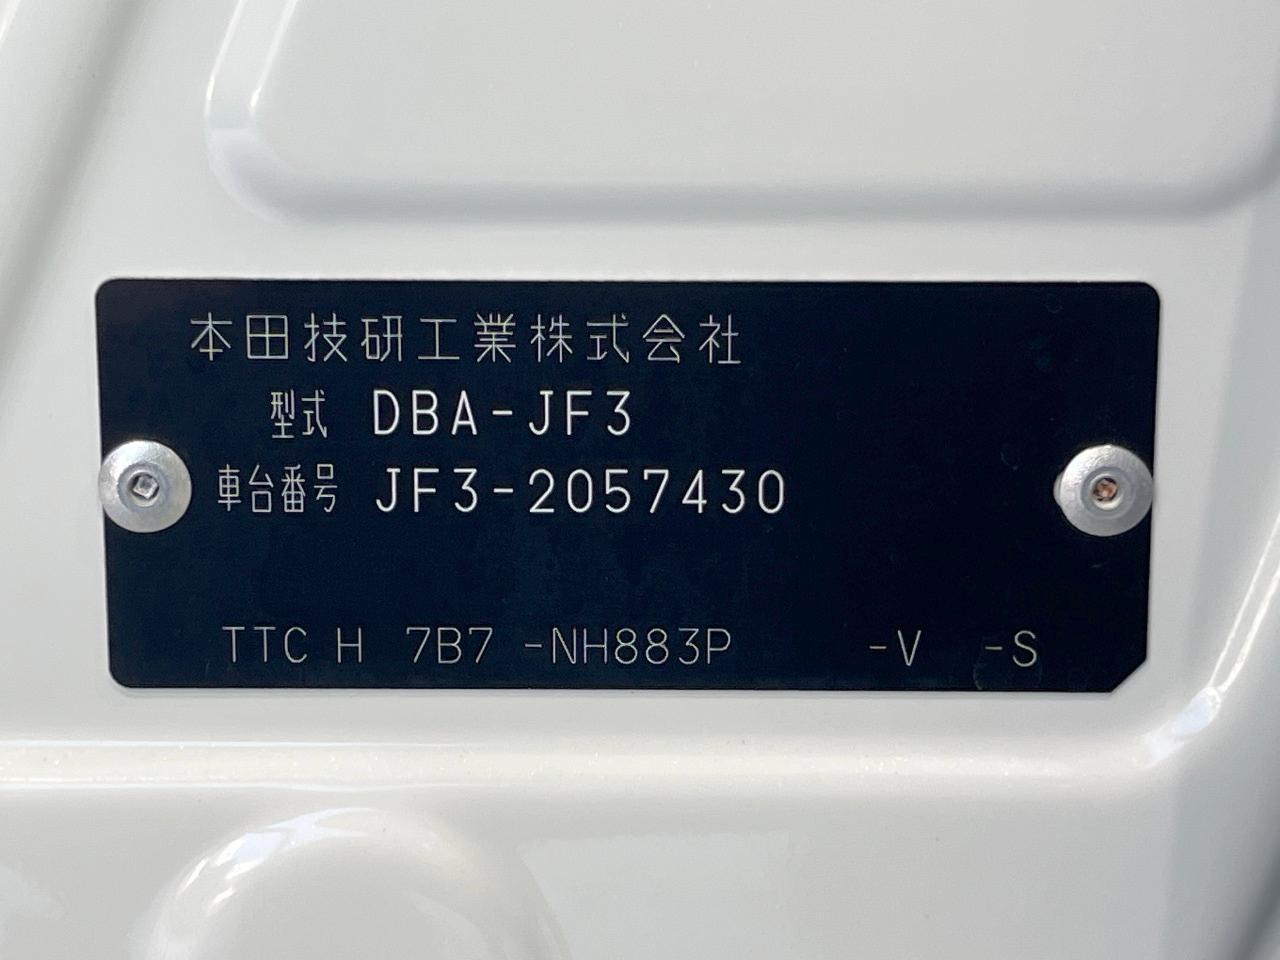 本田技研工業株式会社
型式 DBA-JF3
車台番号 JF3-2057430
TTC H 7B7 -NH883P -V -S